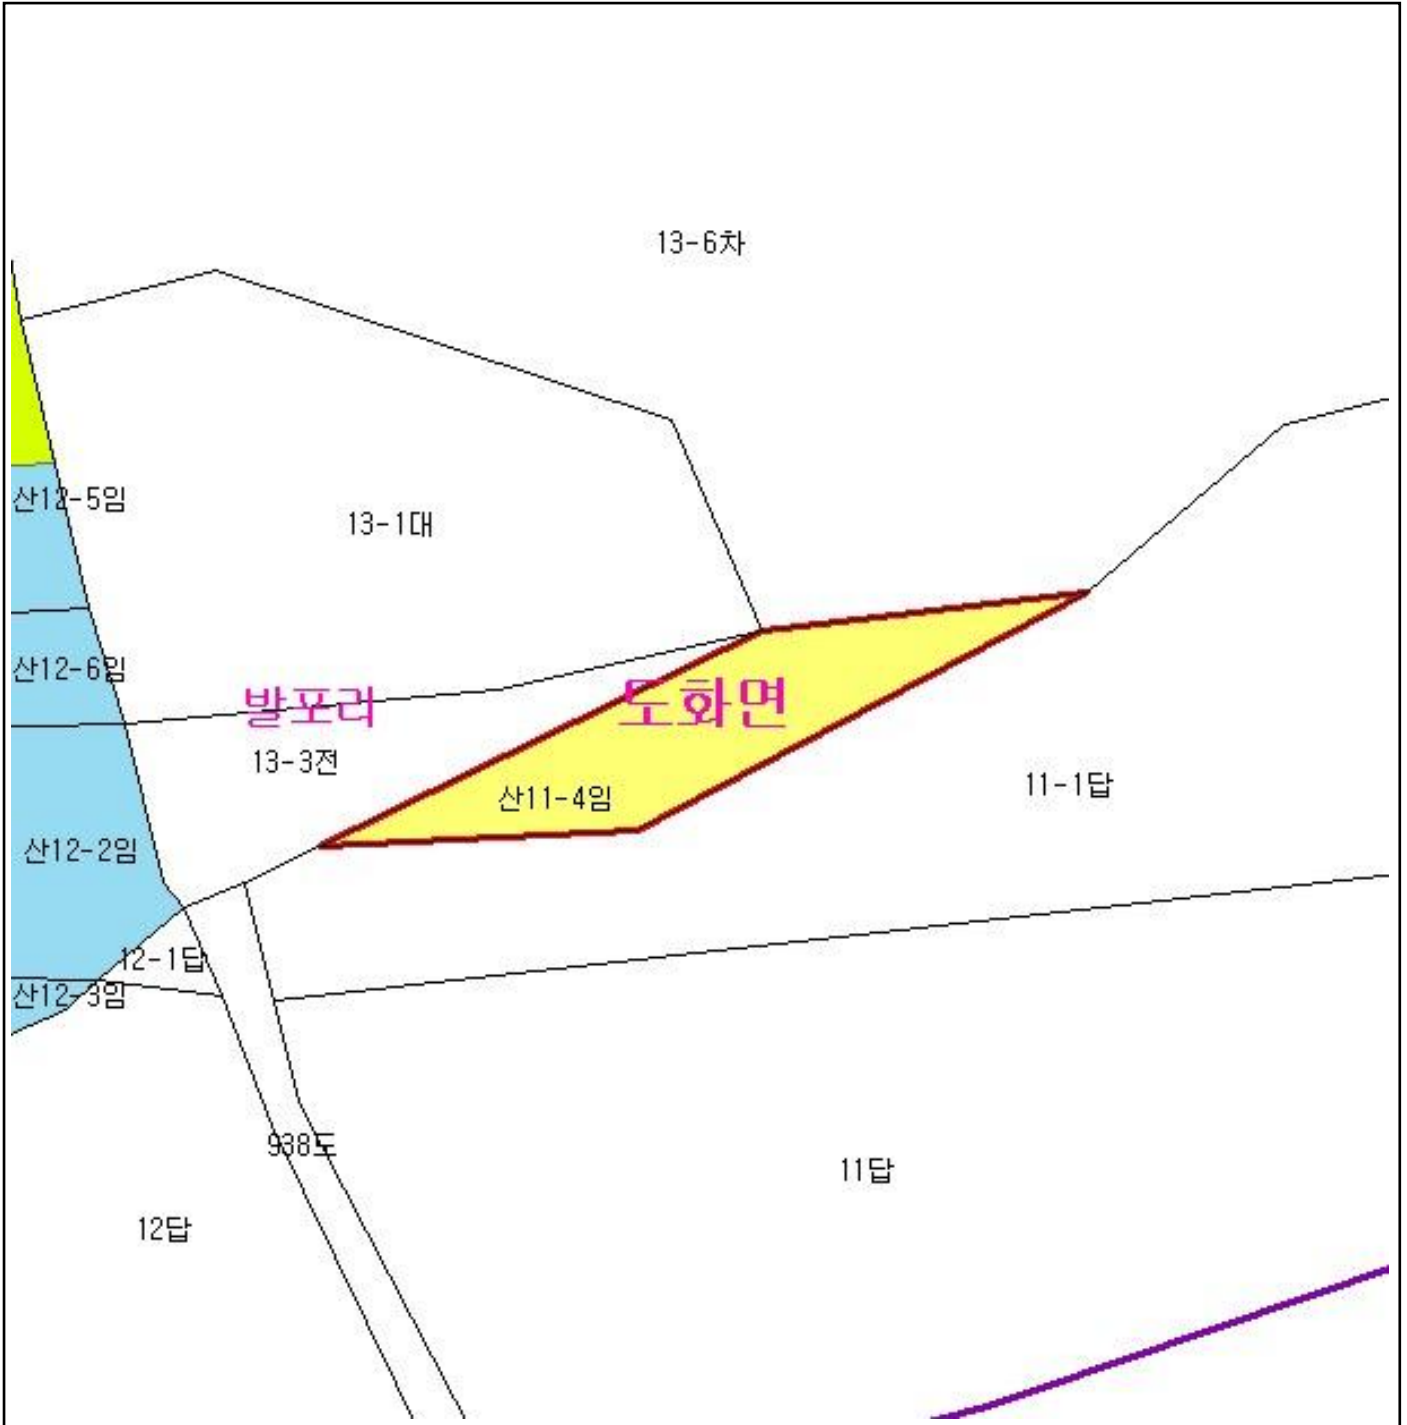 13-6차
산12-5임
13-1대
산12-6임
발포리
도화면
13-3전
산11-4임
11-1답
산12-2임
12-1답
산12-3임
938도
11답
12답